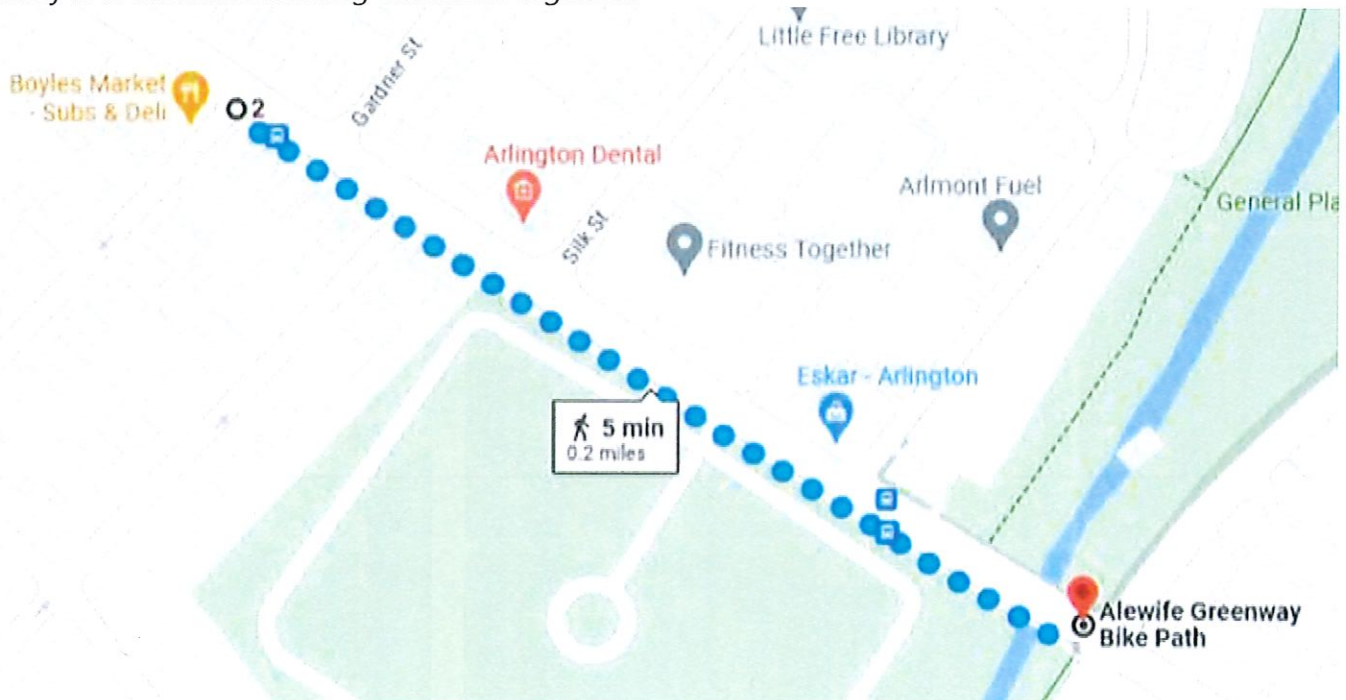 Little Free Library
Boyles Market
Subs & Deli
2
Gardner St
Arlington Dental
Silk St
Arlmont Fuel
General Pla
Fitness Together
Eskar - Arlington
5 min
0.2 miles
Alewife Greenway
Bike Path